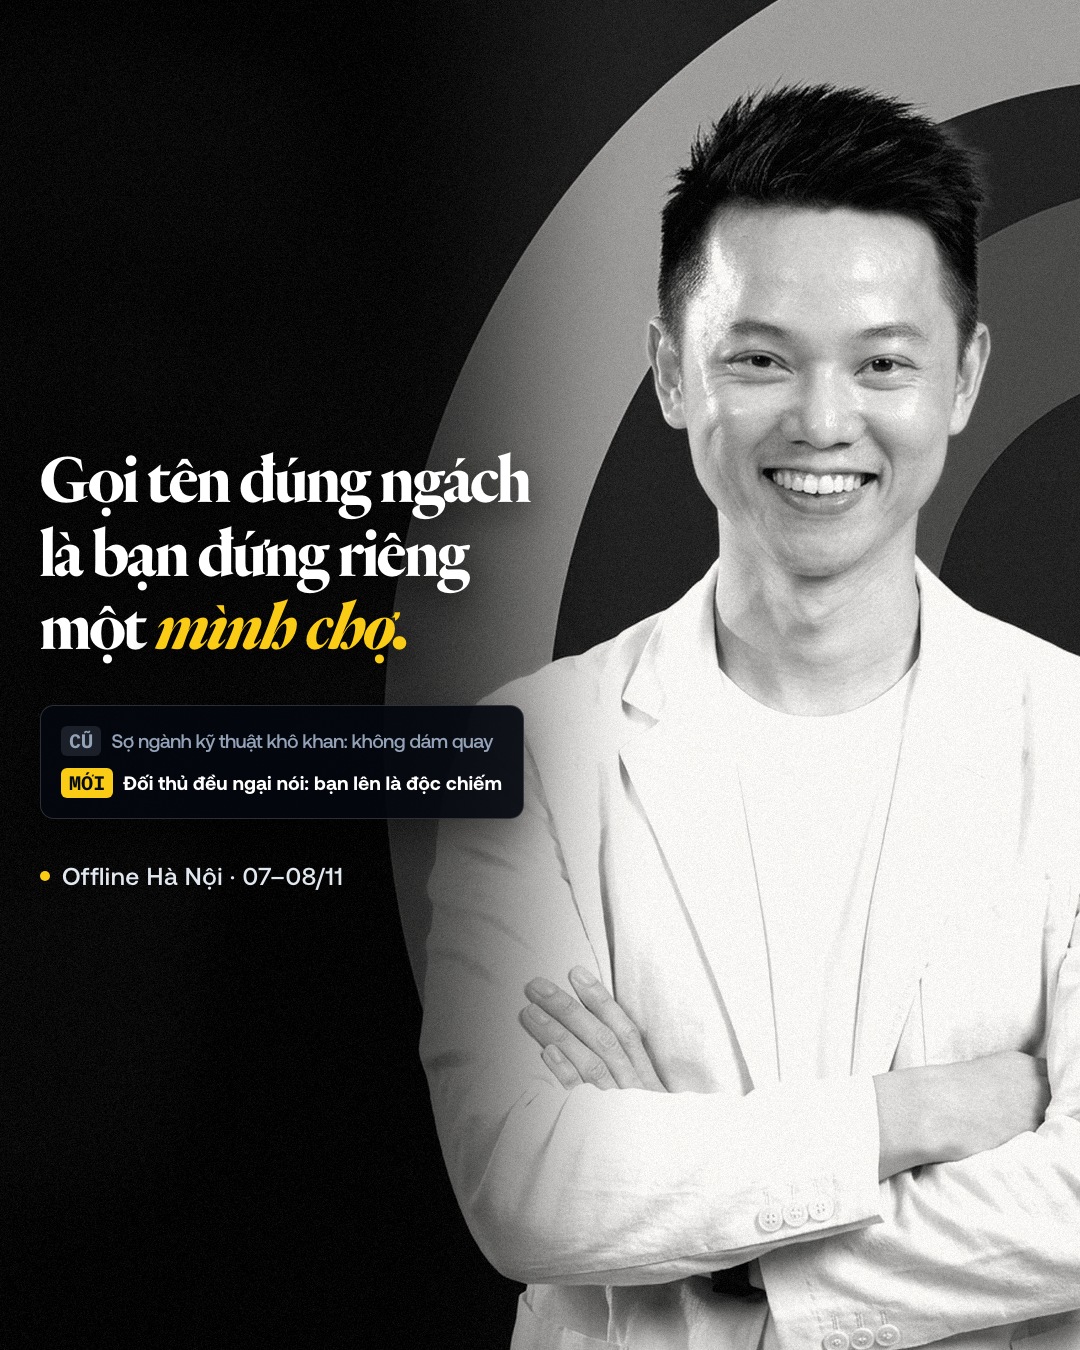 Gọi tên đúng ngách
là bạn đứng riêng
một mình chợ.
CŨ Sợ ngành kỹ thuật khô khan: không dám quay
MỚI Đối thủ đều ngại nói: bạn lên là độc chiếm
Offline Hà Nội · 07–08/11